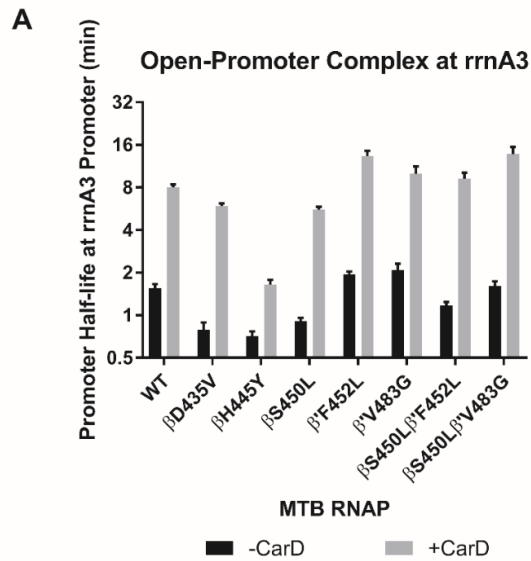 A
Open-Promoter Complex at rrnA3
Promoter Half-life at rrnA3 Promoter (min)
32
16
8
4
2
1
0.5
WT
βD435V
βH445Y
βS450L
β'F452L
β'V483G
βS450Lβ'F452L
βS450Lβ'V483G
MTB RNAP
-CarD
+CarD